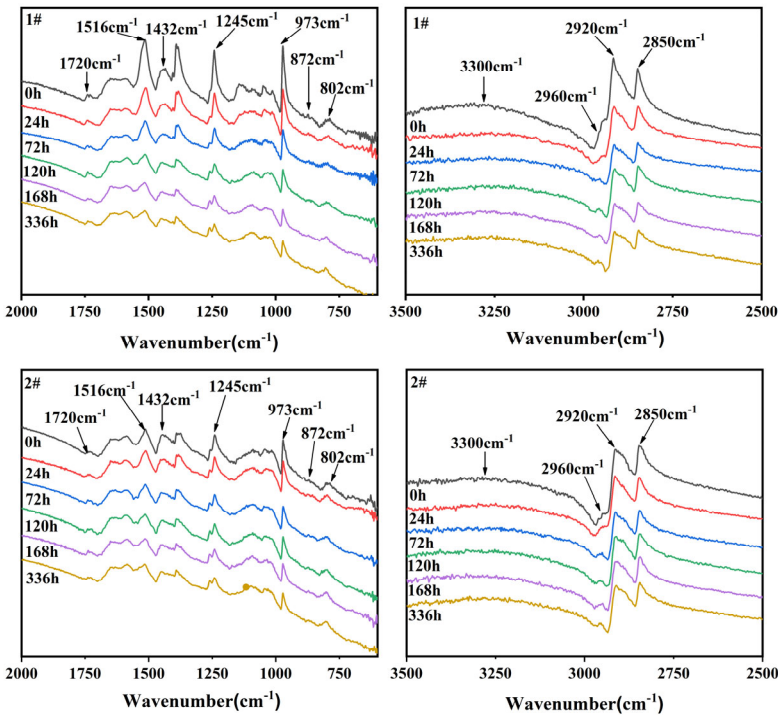 1#
1516cm-1
1432cm-1
1245cm-1
973cm-1
872cm-1
802cm-1
1720cm-1
0h
24h
72h
120h
168h
336h
2000 1750 1500 1250 1000 750
Wavenumber(cm-1)
1#
2920cm-1
2850cm-1
3300cm-1
2960cm-1
0h
24h
72h
120h
168h
336h
3500 3250 3000 2750 2500
Wavenumber(cm-1)
2#
1516cm-1
1432cm-1
1245cm-1
973cm-1
872cm-1
802cm-1
1720cm-1
0h
24h
72h
120h
168h
336h
2000 1750 1500 1250 1000 750
Wavenumber(cm-1)
2#
2920cm-1
2850cm-1
3300cm-1
2960cm-1
0h
24h
72h
120h
168h
336h
3500 3250 3000 2750 2500
Wavenumber(cm-1)